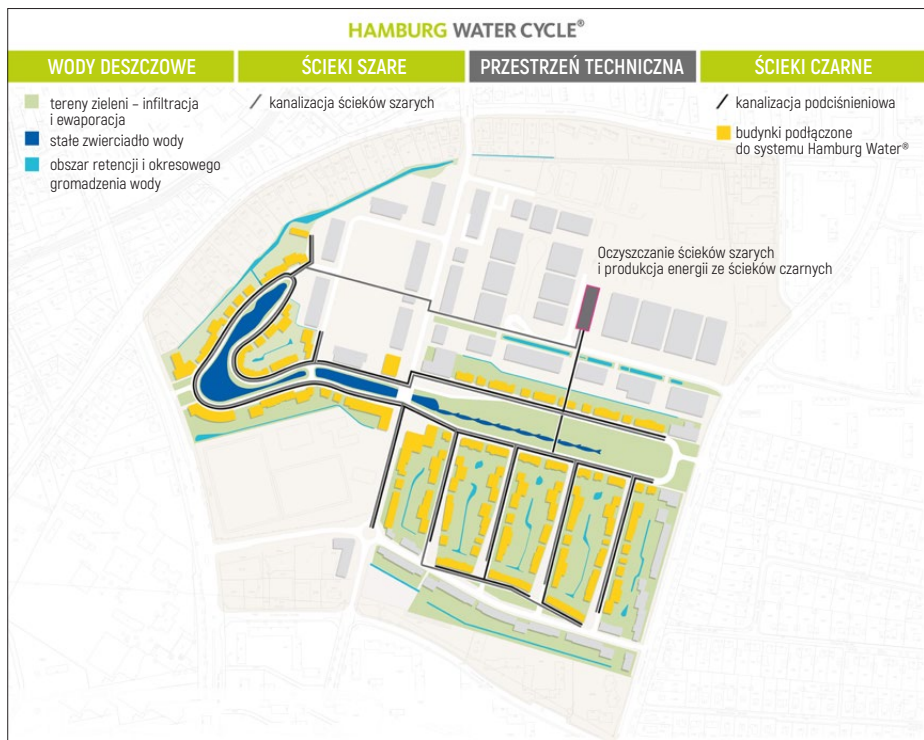 HAMBURG WATER CYCLE®
WODY DESZCZOWE
ŚCIEKI SZARE
PRZESTRZEŃ TECHNICZNA
ŚCIEKI CZARNE
tereny zieleni – infiltracja
i ewaporacja
stałe zwierciadło wody
obszar retencji i okresowego
gromadzenia wody
kanalizacja ścieków szarych
kanalizacja podciśnieniowa
budynki podłączone
do systemu Hamburg Water®
Oczyszczanie ścieków szarych
i produkcja energii ze ścieków czarnych